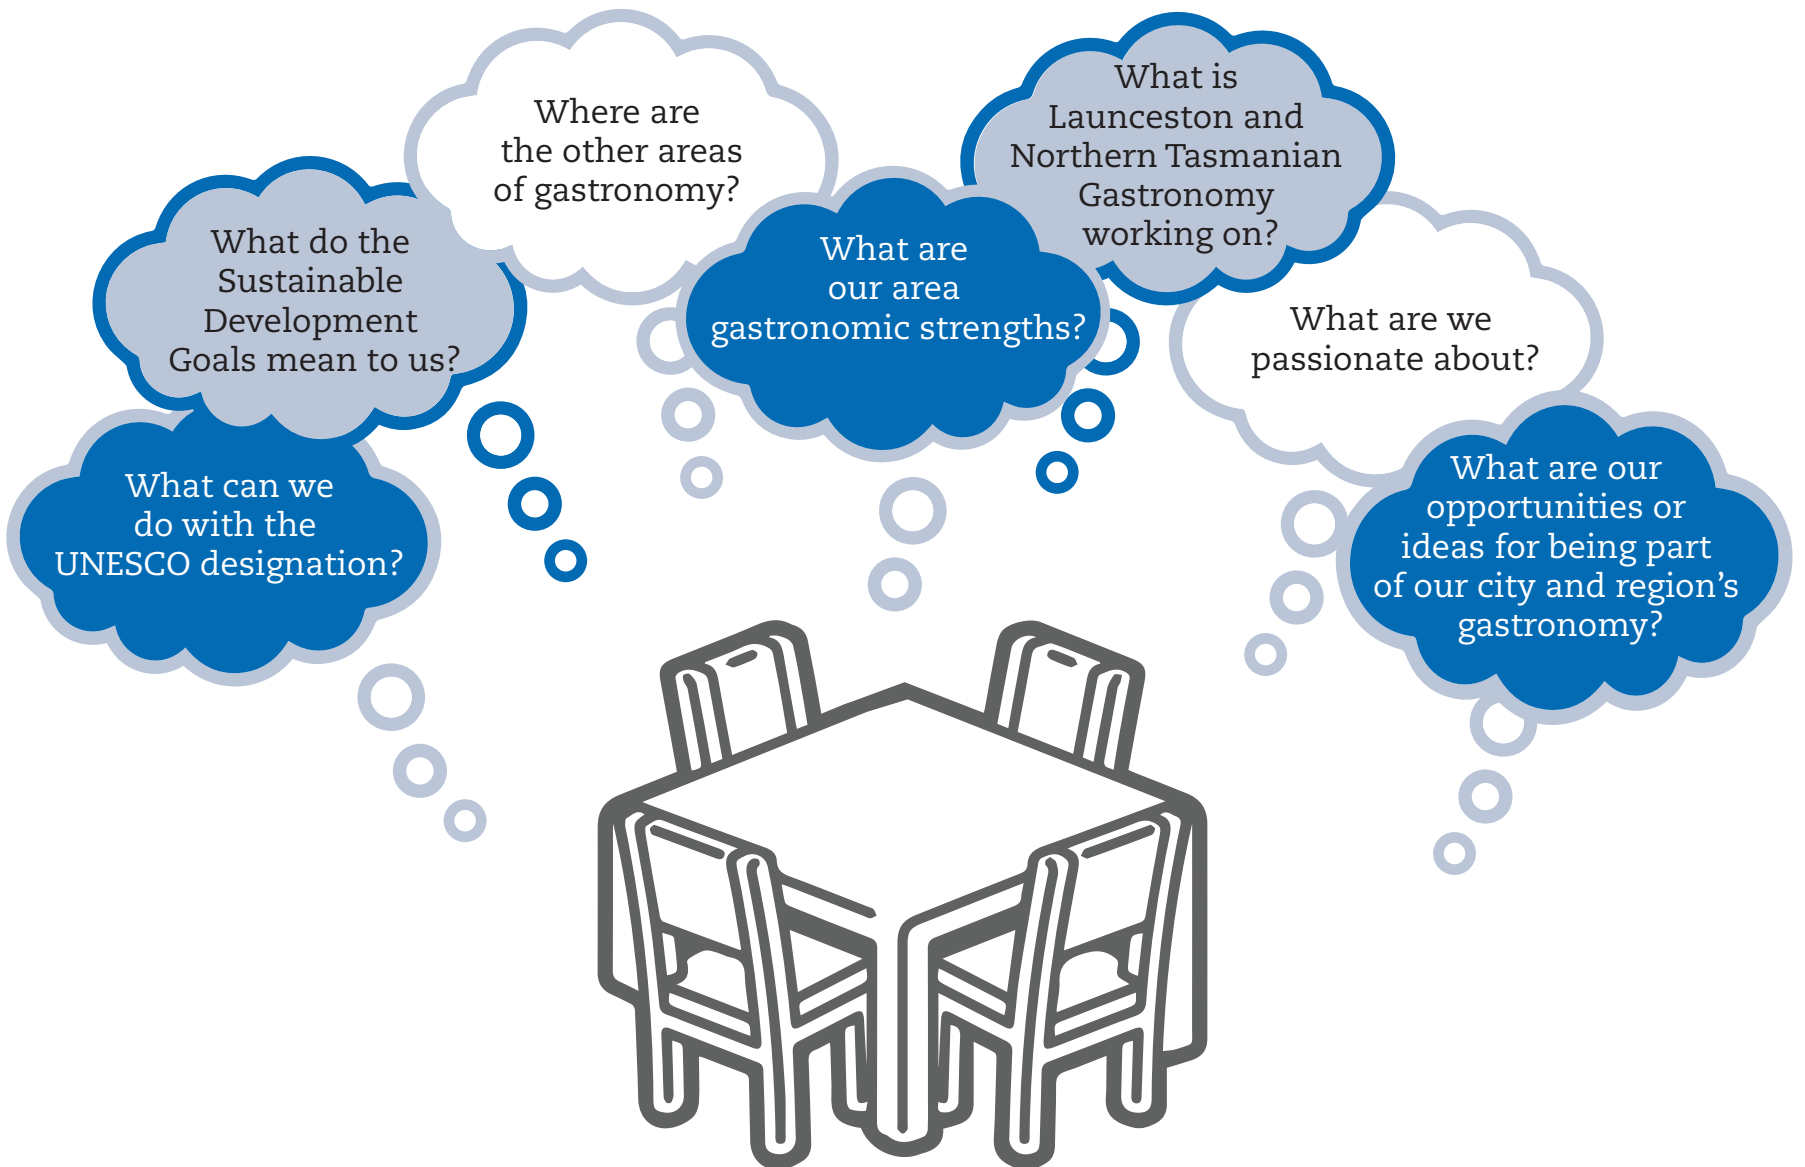 What can we
do with the
UNESCO designation?
What do the
Sustainable
Development
Goals mean to us?
Where are
the other areas
of gastronomy?
What are
our area
gastronomic strengths?
What is
Launceston and
Northern Tasmanian
Gastronomy
working on?
What are we
passionate about?
What are our
opportunities or
ideas for being part
of our city and region’s
gastronomy?